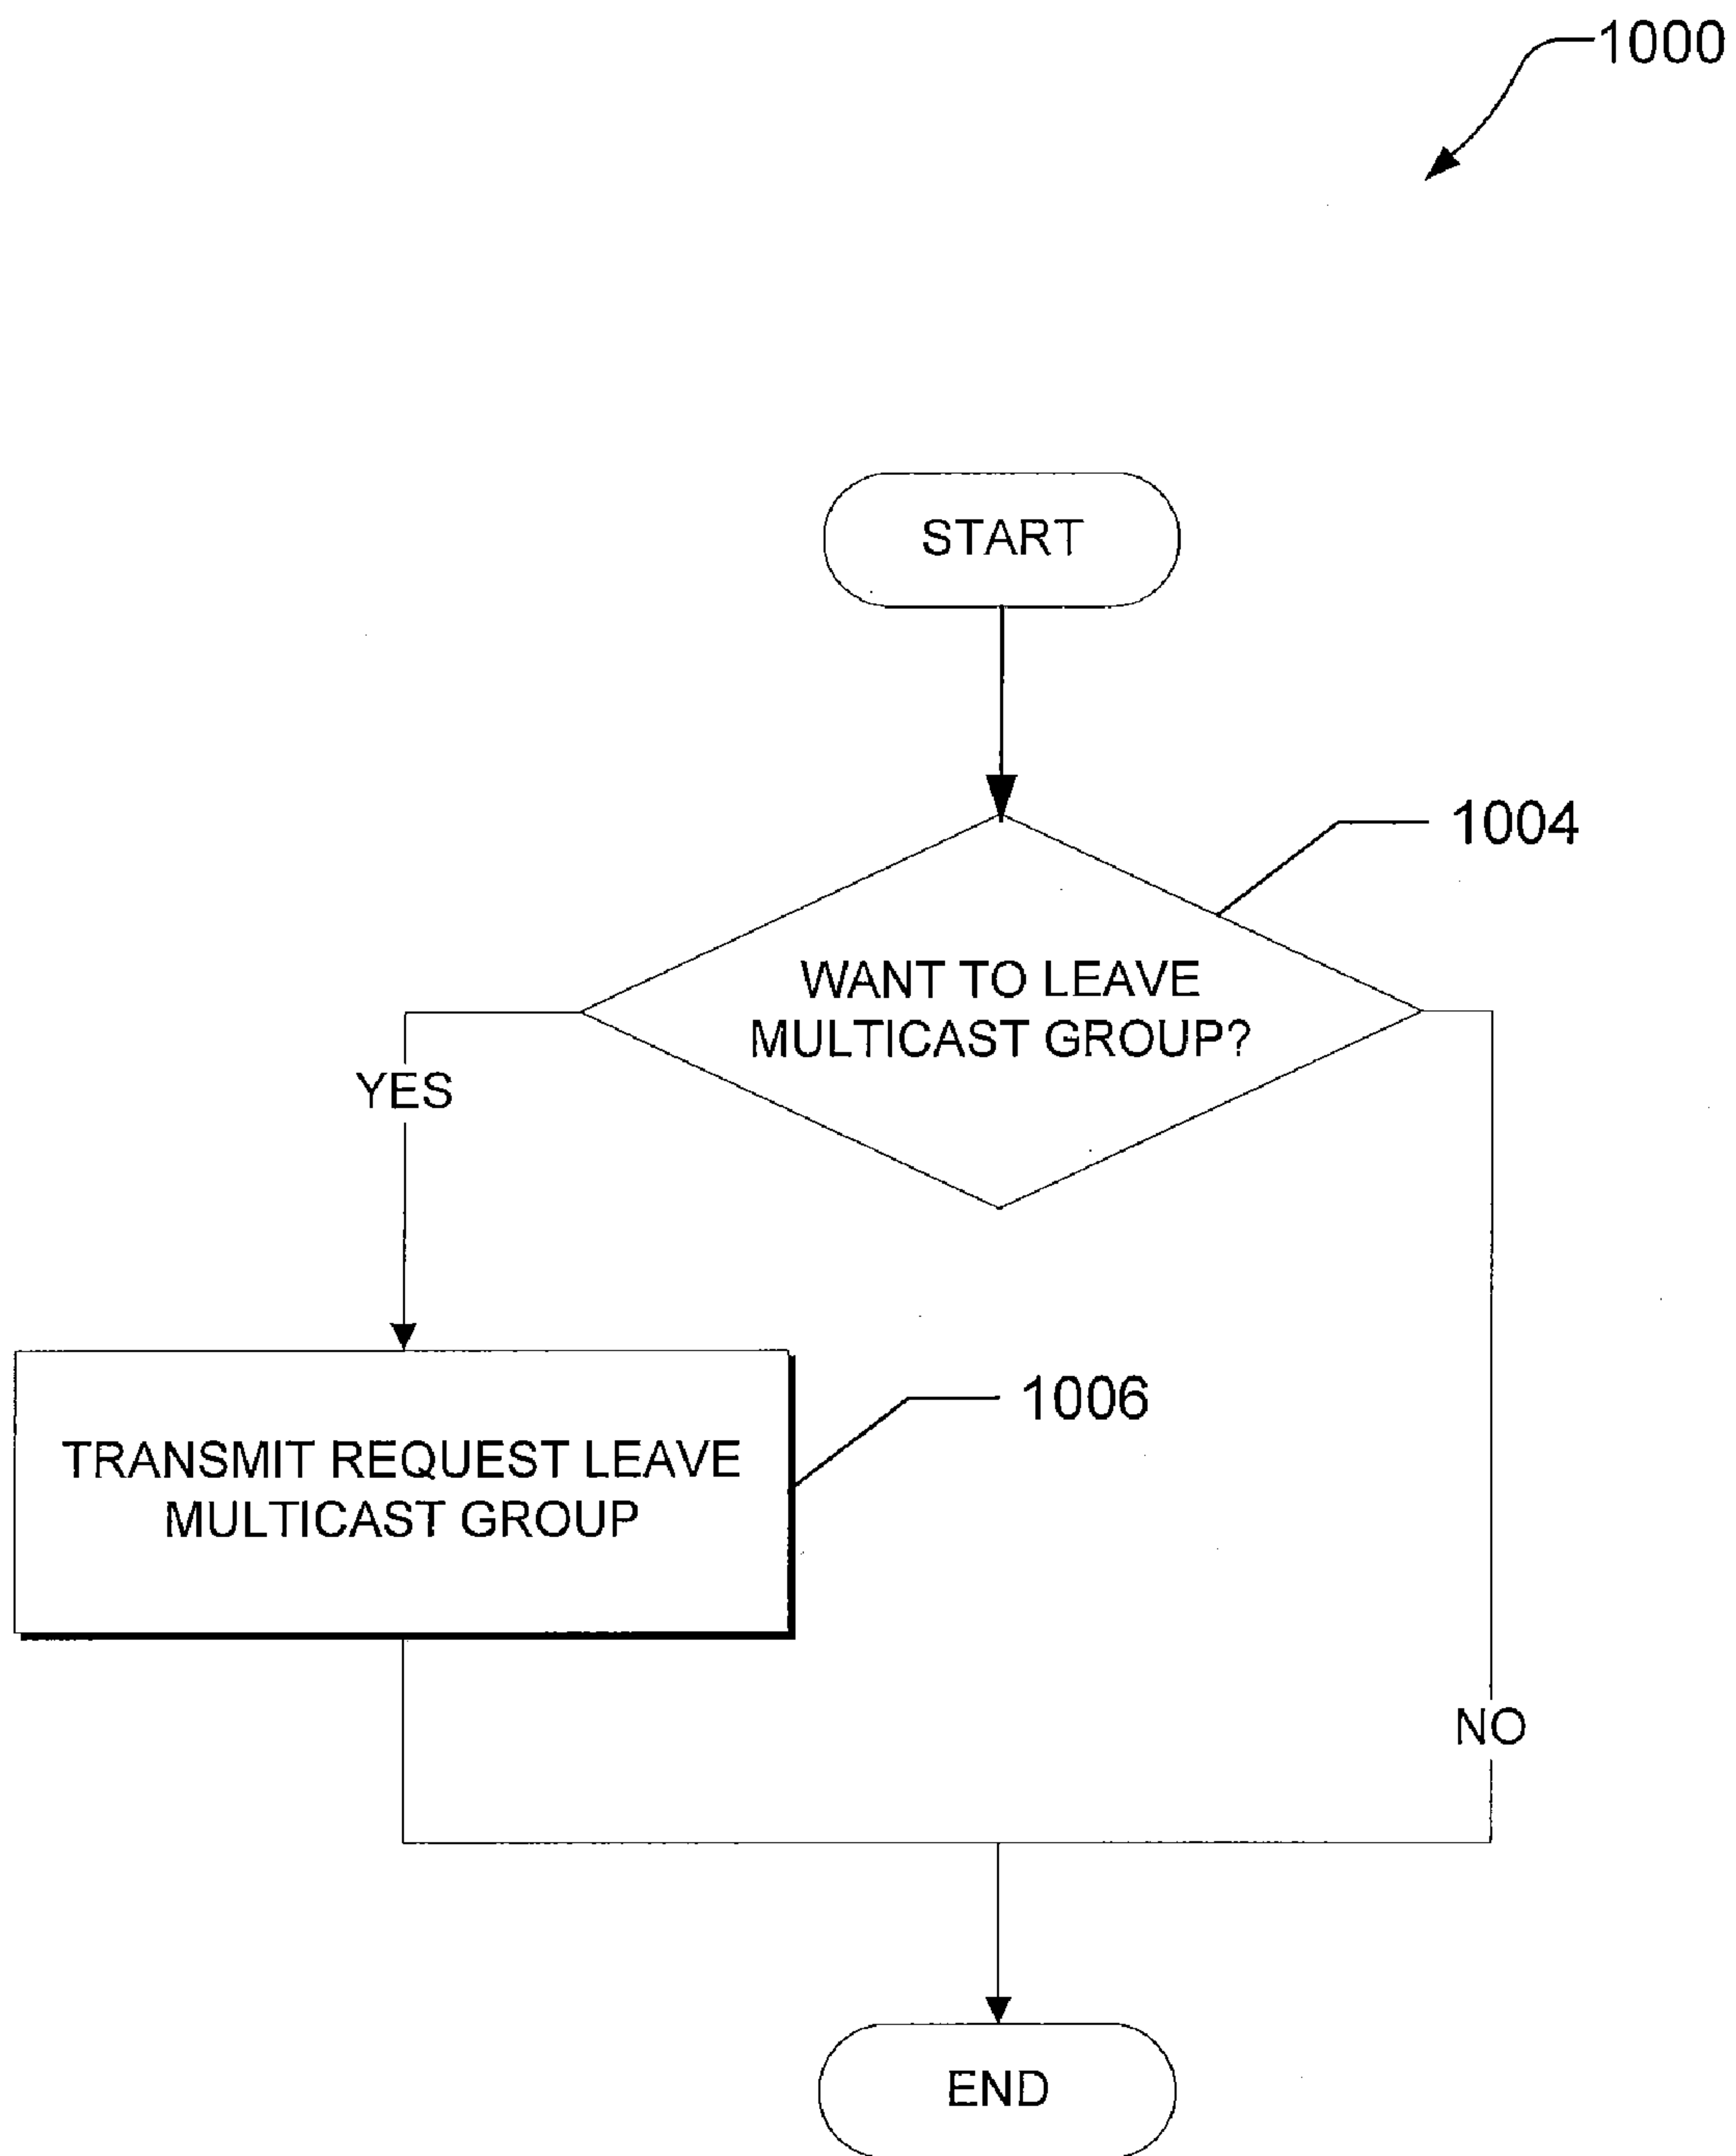 1000
START
1004
WANT TO LEAVE
MULTICAST GROUP?
YES
1006
TRANSMIT REQUEST LEAVE
MULTICAST GROUP
NO
END